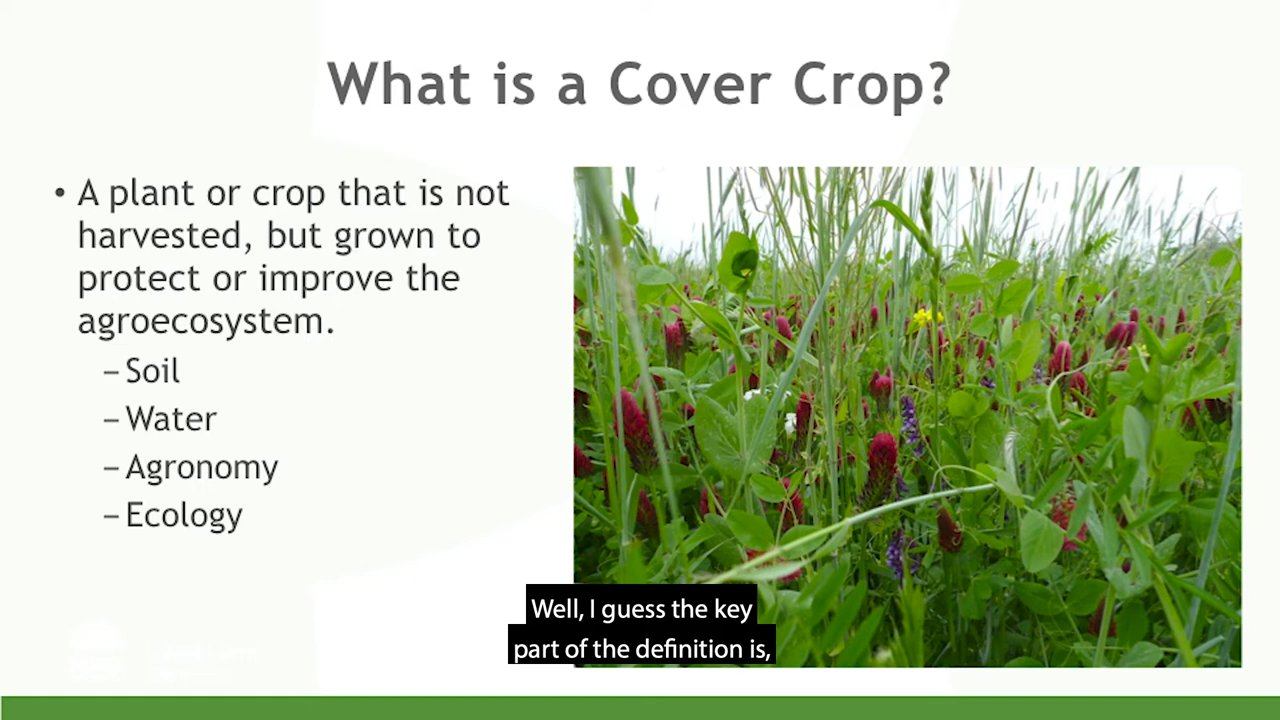 What is a Cover Crop?
• A plant or crop that is not
harvested, but grown to
protect or improve the
agroecosystem.
– Soil
– Water
– Agronomy
– Ecology
Well, I guess the key
part of the definition is,